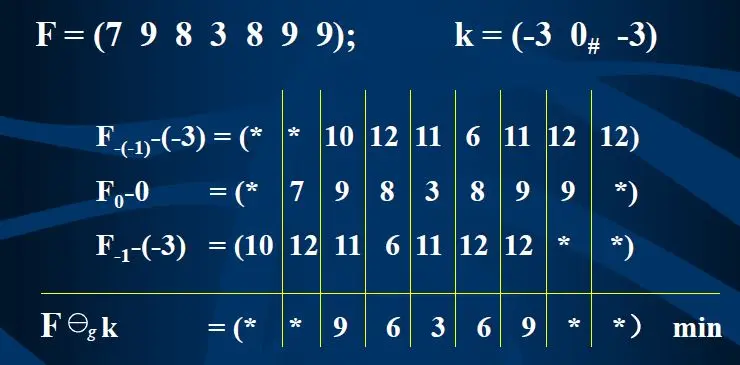 F = (7 9 8 3 8 9 9); k = (-3 0# -3)
F-(-1)-(-3) = (* * 10 12 11 6 11 12 12)
F0-0 = (* 7 9 8 3 8 9 9 *)
F-1-(-3) = (10 12 11 6 11 12 12 * *)
F ⊖g k = (* * 9 6 3 6 9 * *) min